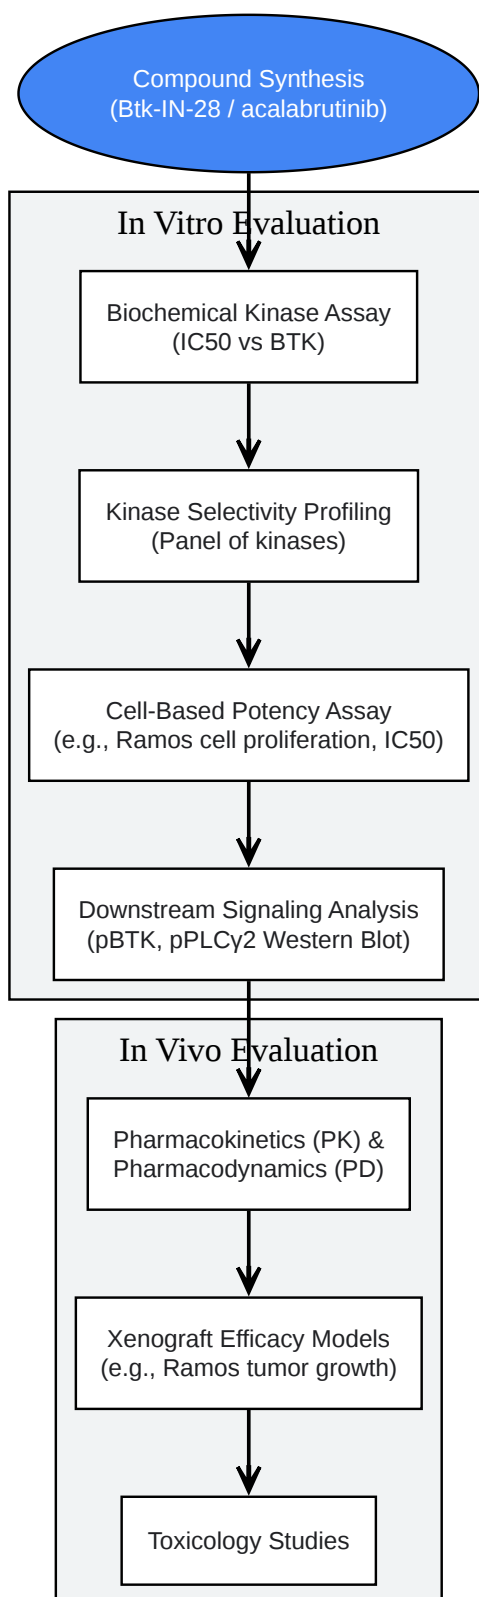 Compound Synthesis
(Btk-IN-28 / acalabrutinib)
In Vitro Evaluation
Biochemical Kinase Assay
(IC50 vs BTK)
Kinase Selectivity Profiling
(Panel of kinases)
Cell-Based Potency Assay
(e.g., Ramos cell proliferation, IC50)
Downstream Signaling Analysis
(pBTK, pPLCγ2 Western Blot)
In Vivo Evaluation
Pharmacokinetics (PK) &
Pharmacodynamics (PD)
Xenograft Efficacy Models
(e.g., Ramos tumor growth)
Toxicology Studies